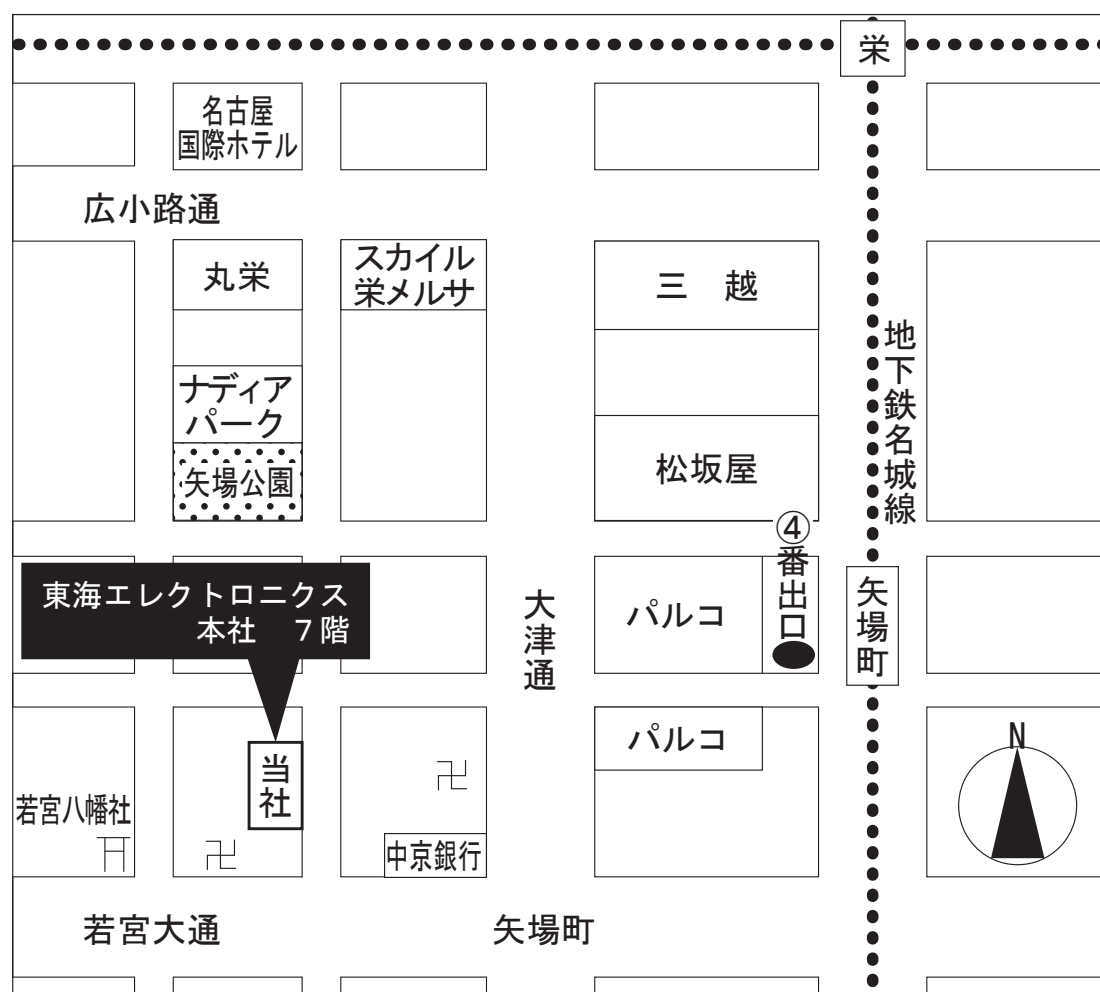 栄
名古屋
国際ホテル
広小路通
丸栄
スカイル
栄メルサ
三　越
地下鉄名城線
ナディア
パーク
矢場公園
松坂屋
④番出口
東海エレクトロニクス
本社　７階
大津通
パルコ
矢場町
パルコ
N
当社
若宮八幡社
中京銀行
若宮大通
矢場町